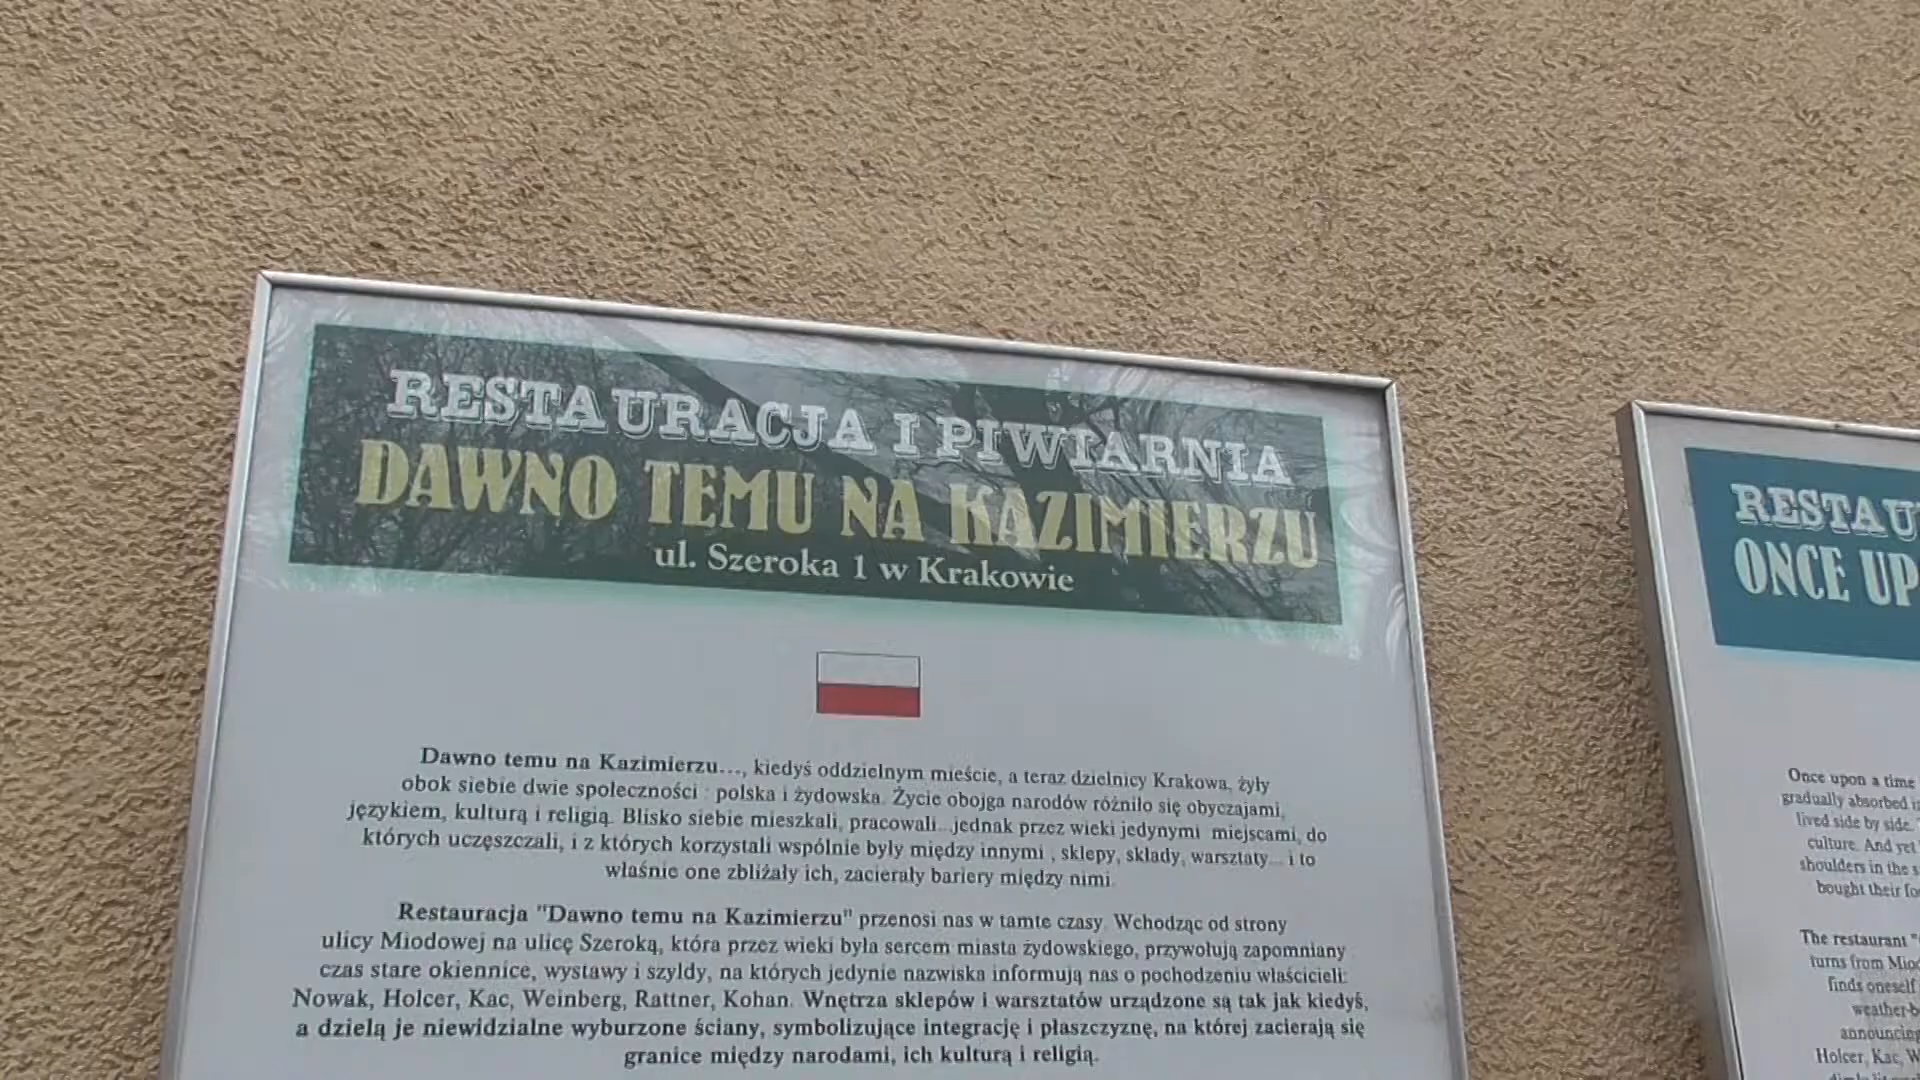 RESTAURACJA I PIWIARNIA
DAWNO TEMU NA KAZIMIERZU
ul. Szeroka 1 w Krakowie
Dawno temu na Kazimierzu..., kiedyś oddzielnym mieście, a teraz dzielnicy Krakowa, żyły
obok siebie dwie społeczności : polska i żydowska. Życie obojga narodów różniło się obyczajami,
językiem, kulturą i religią. Blisko siebie mieszkali, pracowali...jednak przez wieki jedynymi miejscami, do
których uczęszczali, i z których korzystali wspólnie były między innymi , sklepy, składy, warsztaty... i to
właśnie one zbliżały ich, zacierały bariery między nimi.
Restauracja "Dawno temu na Kazimierzu" przenosi nas w tamte czasy. Wchodząc od strony
ulicy Miodowej na ulicę Szeroką, która przez wieki była sercem miasta żydowskiego, przywołują zapomniany
czas stare okiennice, wystawy i szyldy, na których jedynie nazwiska informują nas o pochodzeniu właścicieli:
Nowak, Holcer, Kac, Weinberg, Rattner, Kohan. Wnętrza sklepów i warsztatów urządzone są tak jak kiedyś,
a dzielą je niewidzialne wyburzone ściany, symbolizujące integrację i płaszczyznę, na której zacierają się
granice między narodami, ich kulturą i religią.
RESTAU
ONCE UP
Once upon a time
gradually absorbed
lived side by side.
culture. And yet
shoulders in the
bought their
The restaurant
turns from
finds oneself
announcing
Holcer, Kac,